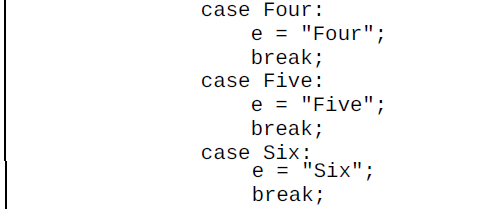 case Four:
    e = "Four";
    break;
case Five:
    e = "Five";
    break;
case Six:
    e = "Six";
    break;